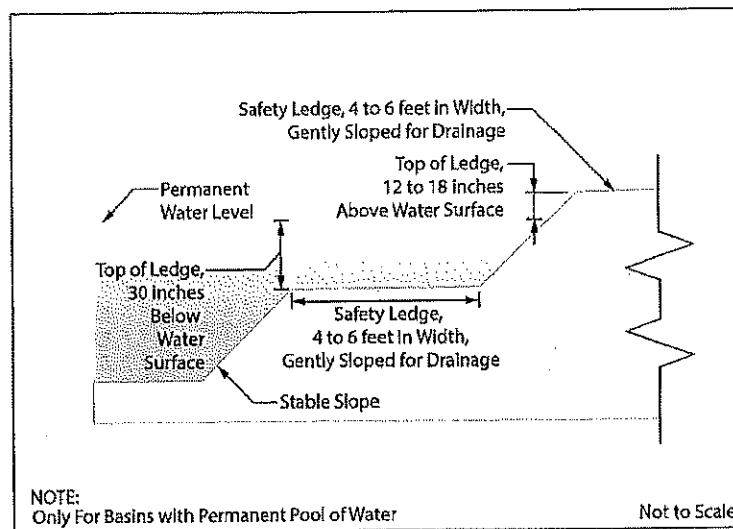 Safety Ledge, 4 to 6 feet in Width,
Gently Sloped for Drainage
Top of Ledge,
12 to 18 inches
Above Water Surface
Permanent
Water Level
Top of Ledge,
30 inches
Below
Water
Surface
Safety Ledge,
4 to 6 feet in Width,
Gently Sloped for Drainage
Stable Slope
NOTE:
Only For Basins with Permanent Pool of Water
Not to Scale